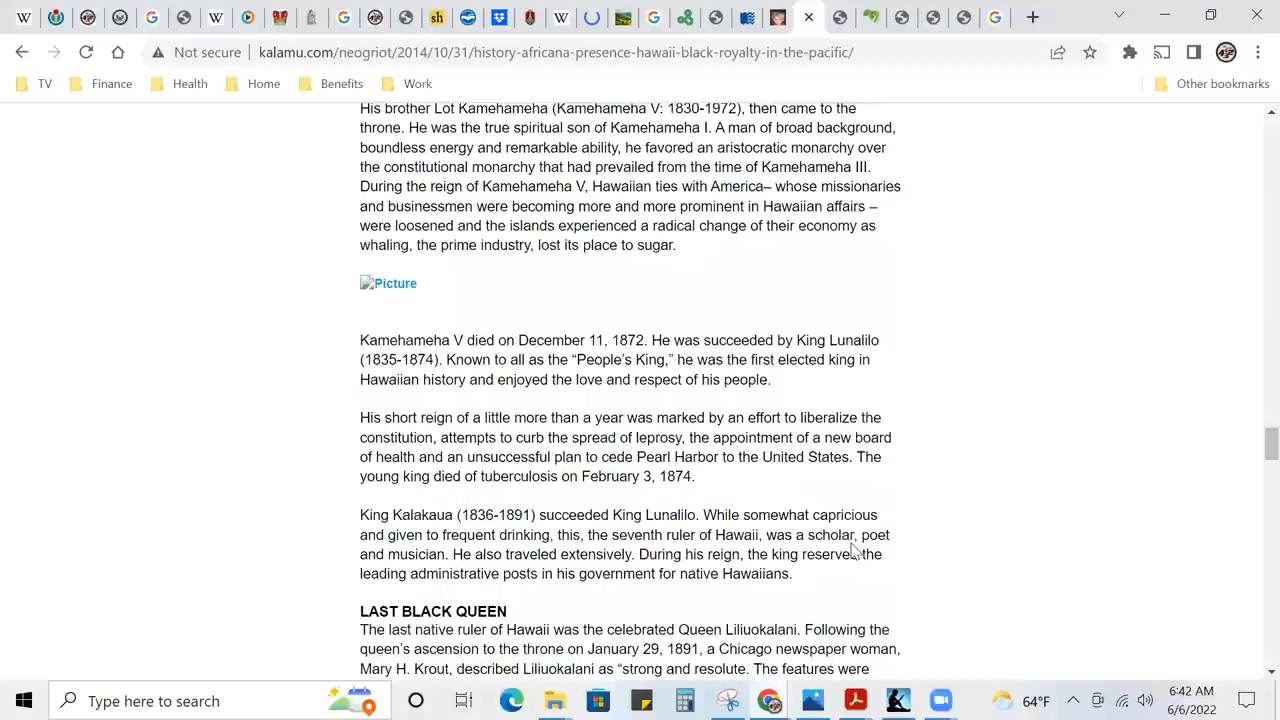 Not secure
kalamu.com/neogriot/2014/10/31/history-africana-presence-hawaii-black-royalty-in-the-pacific/
TV
Finance
Health
Home
Benefits
Work
Other bookmarks
His brother Lot Kamehameha (Kamehameha V: 1830-1972), then came to the
throne. He was the true spiritual son of Kamehameha I. A man of broad background,
boundless energy and remarkable ability, he favored an aristocratic monarchy over
the constitutional monarchy that had prevailed from the time of Kamehameha III.
During the reign of Kamehameha V, Hawaiian ties with America– whose missionaries
and businessmen were becoming more and more prominent in Hawaiian affairs –
were loosened and the islands experienced a radical change of their economy as
whaling, the prime industry, lost its place to sugar.
Picture
Kamehameha V died on December 11, 1872. He was succeeded by King Lunalilo
(1835-1874). Known to all as the “People’s King,” he was the first elected king in
Hawaiian history and enjoyed the love and respect of his people.
His short reign of a little more than a year was marked by an effort to liberalize the
constitution, attempts to curb the spread of leprosy, the appointment of a new board
of health and an unsuccessful plan to cede Pearl Harbor to the United States. The
young king died of tuberculosis on February 3, 1874.
King Kalakaua (1836-1891) succeeded King Lunalilo. While somewhat capricious
and given to frequent drinking, this, the seventh ruler of Hawaii, was a scholar, poet
and musician. He also traveled extensively. During his reign, the king reserved the
leading administrative posts in his government for native Hawaiians.
LAST BLACK QUEEN
The last native ruler of Hawaii was the celebrated Queen Liliuokalani. Following the
queen’s ascension to the throne on January 29, 1891, a Chicago newspaper woman,
Mary H. Krout, described Liliuokalani as “strong and resolute. The features were
Type here to search
64°F
6:42 AM
6/6/2022